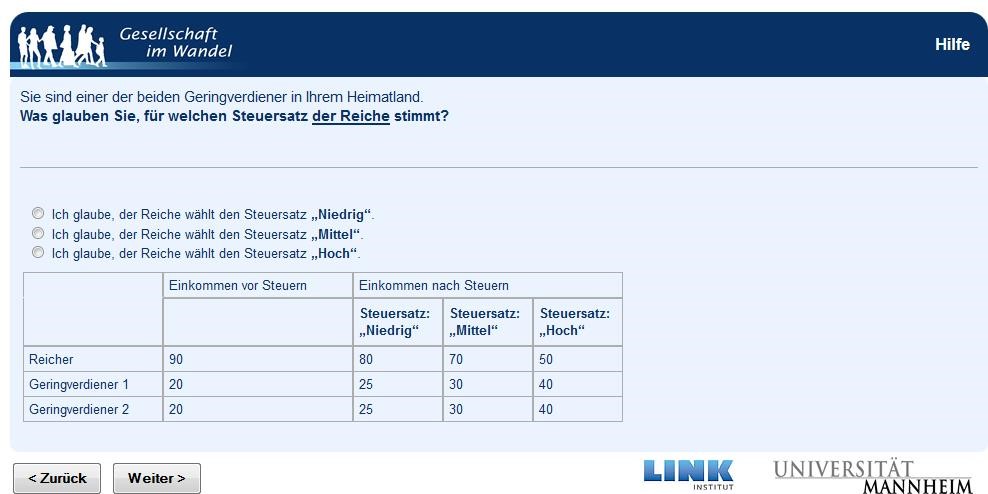 Gesellschaft
im Wandel
Hilfe
Sie sind einer der beiden Geringverdiener in Ihrem Heimatland.
Was glauben Sie, für welchen Steuersatz der Reiche stimmt?
Ich glaube, der Reiche wählt den Steuersatz „Niedrig“.
Ich glaube, der Reiche wählt den Steuersatz „Mittel“.
Ich glaube, der Reiche wählt den Steuersatz „Hoch“.
Einkommen vor Steuern Einkommen nach Steuern
Steuersatz: Steuersatz: Steuersatz:
„Niedrig“ „Mittel“ „Hoch“
Reicher 90 80 70 50
Geringverdiener 1 20 25 30 40
Geringverdiener 2 20 25 30 40
< Zurück Weiter >
LINK
INSTITUT
UNIVERSITÄT
MANNHEIM